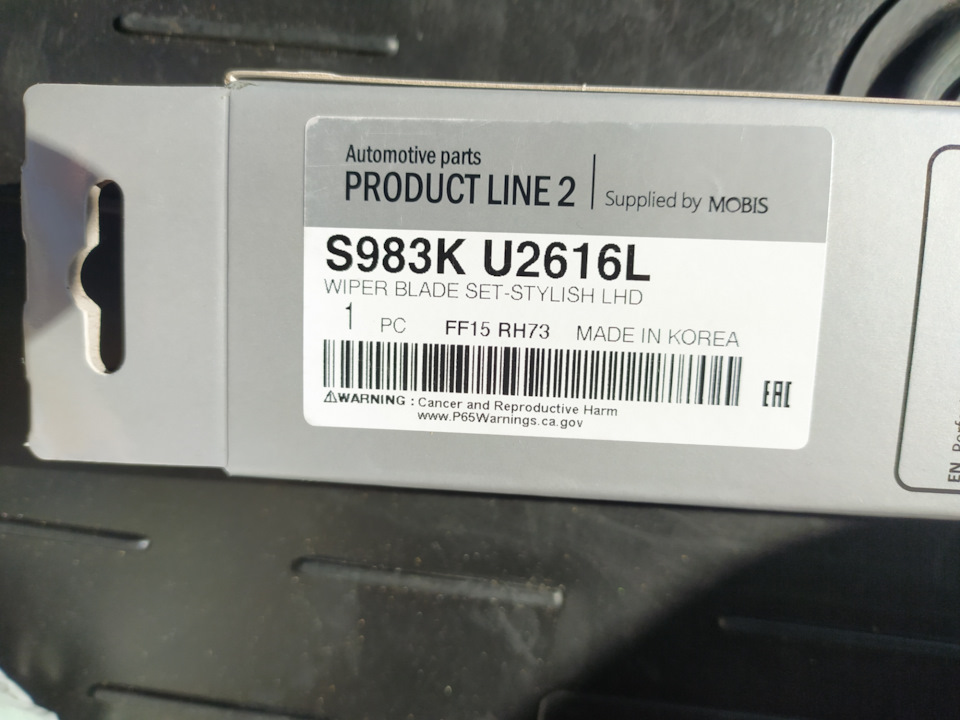 Automotive parts
PRODUCT LINE 2 | Supplied by MOBIS
S983K U2616L
WIPER BLADE SET-STYLISH LHD
1 PC FF15 RH73 MADE IN KOREA
EAC
⚠WARNING : Cancer and Reproductive Harm
www.P65Warnings.ca.gov
EN